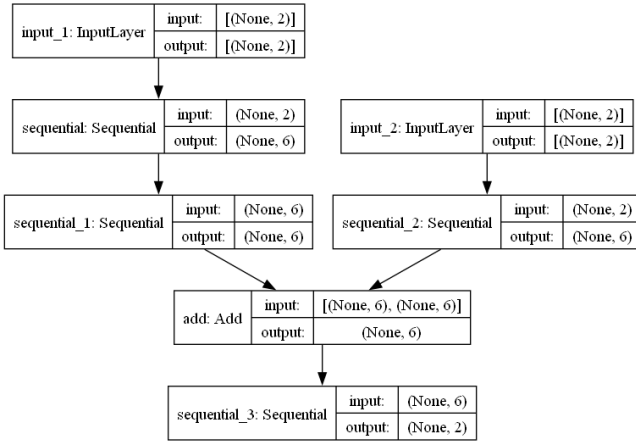 input_1: InputLayer
input: [(None, 2)]
output: [(None, 2)]
sequential: Sequential
input: (None, 2)
output: (None, 6)
input_2: InputLayer
input: [(None, 2)]
output: [(None, 2)]
sequential_1: Sequential
input: (None, 6)
output: (None, 6)
sequential_2: Sequential
input: (None, 2)
output: (None, 6)
add: Add
input: [(None, 6), (None, 6)]
output: (None, 6)
sequential_3: Sequential
input: (None, 6)
output: (None, 2)